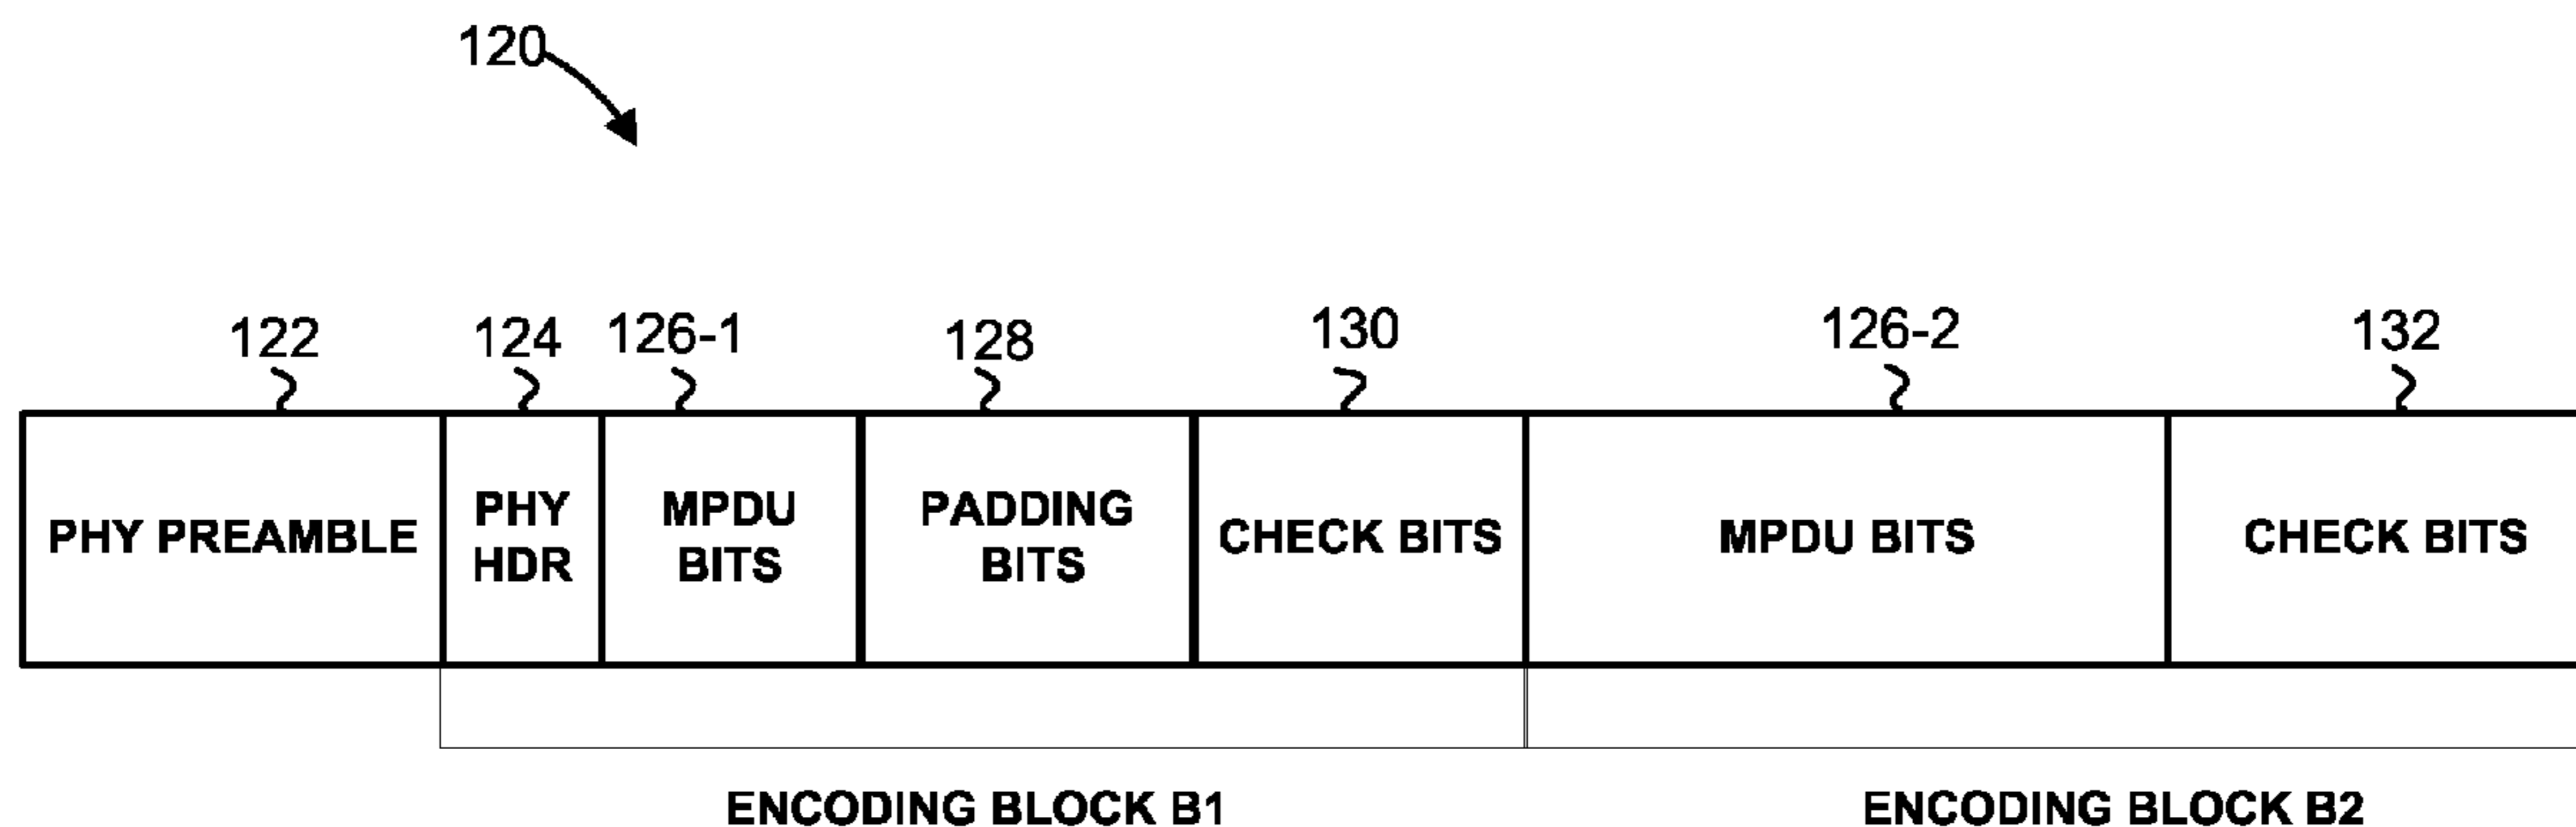 120
122 124 126-1 128 130 126-2 132
PHY PREAMBLE
PHY
HDR
MPDU
BITS
PADDING
BITS
CHECK BITS
MPDU BITS
CHECK BITS
ENCODING BLOCK B1
ENCODING BLOCK B2